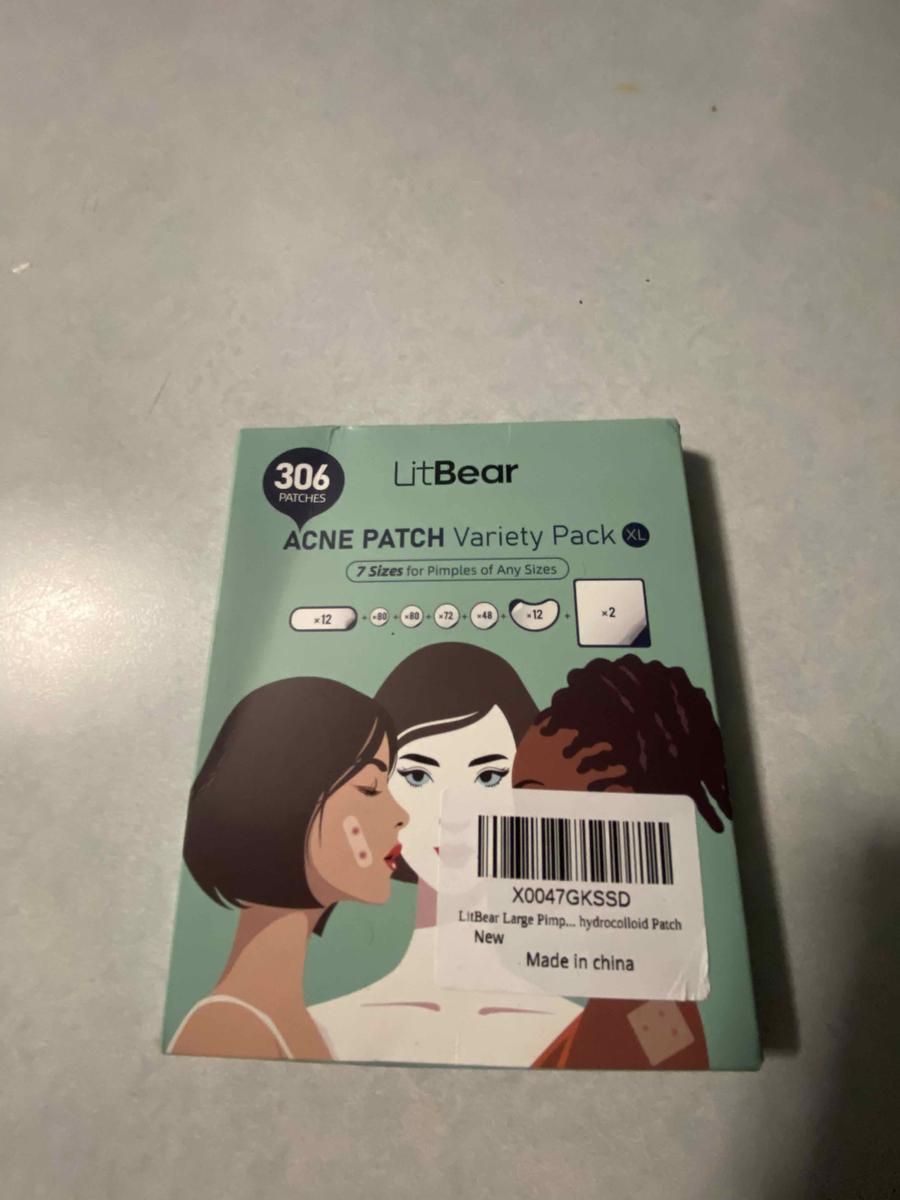 306
PATCHES
LitBear
ACNE PATCH Variety Pack XL
7 Sizes for Pimples of Any Sizes
×12 + ×80 + ×80 + ×72 + ×48 + ×12 + ×2
X0047GKSSD
LitBear Large Pimp... hydrocolloid Patch
New
Made in china